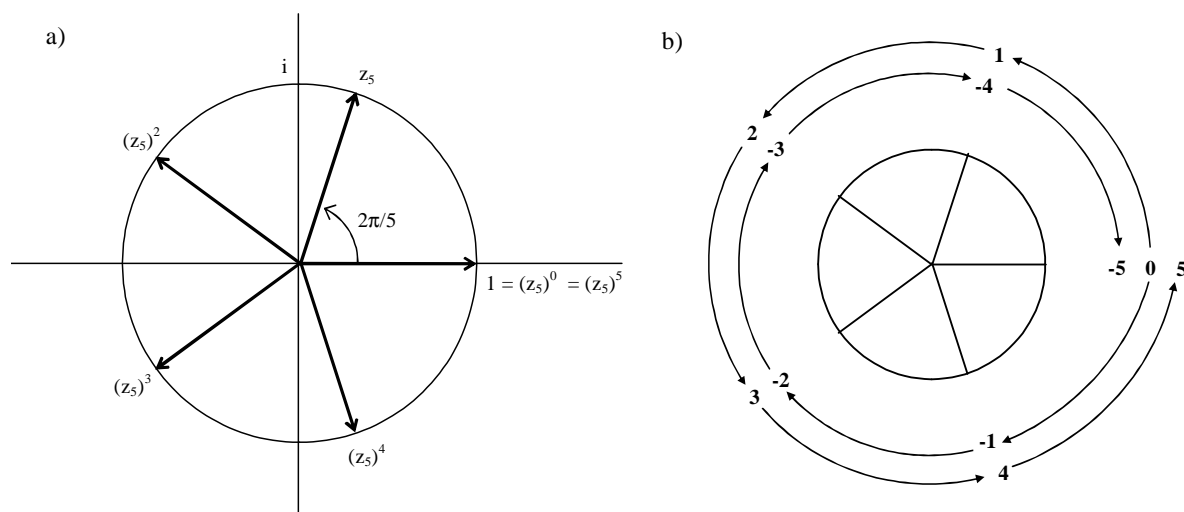 a)
i
z₅
(z₅)²
2π/5
1 = (z₅)⁰ = (z₅)⁵
(z₅)³
(z₅)⁴
b)
1
-4
2
-3
-5 0 5
-2
3
-1
4